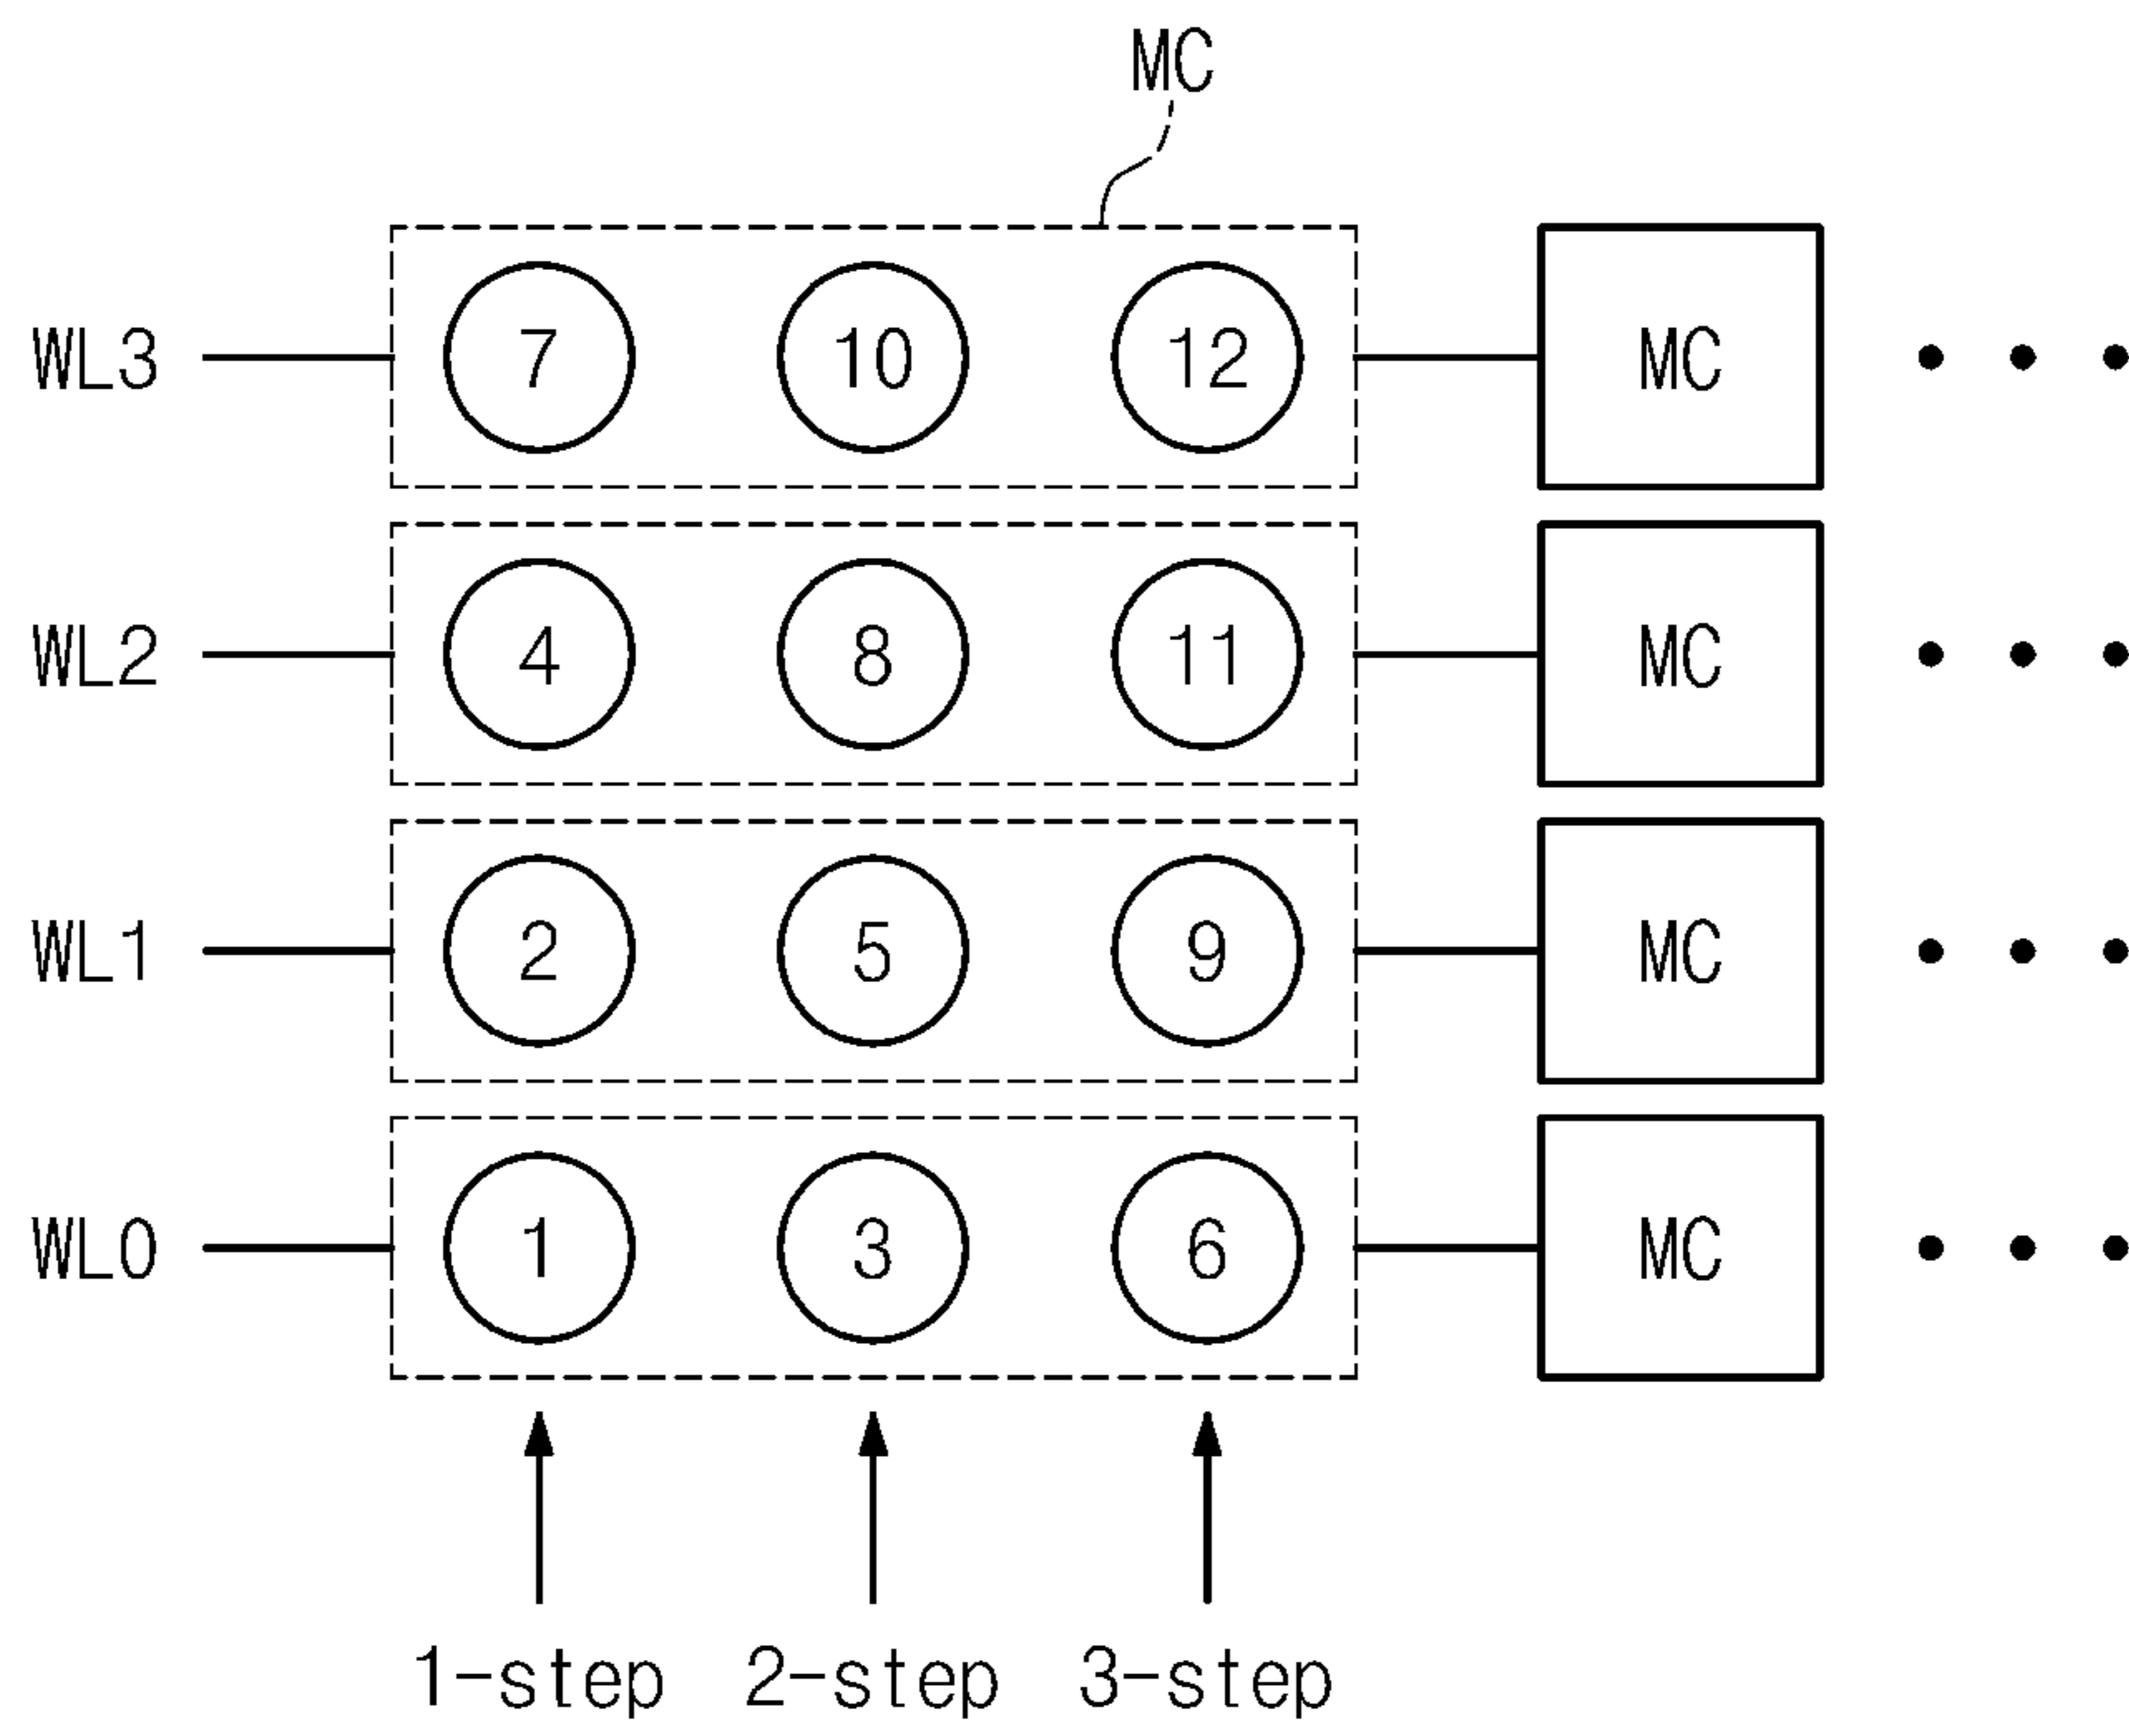 MC
WL3 7 10 12 MC
WL2 4 8 11 MC
WL1 2 5 9 MC
WL0 1 3 6 MC
1-step 2-step 3-step